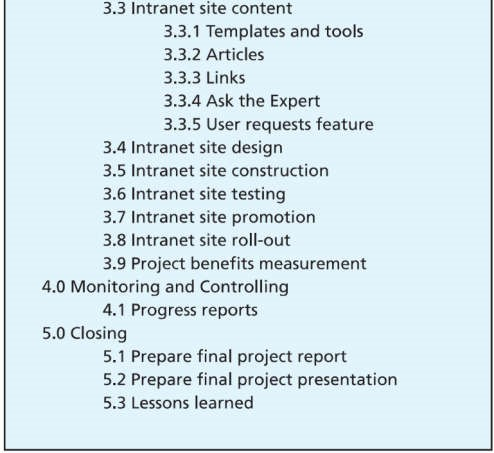 3.3 Intranet site content
3.3.1 Templates and tools
3.3.2 Articles
3.3.3 Links
3.3.4 Ask the Expert
3.3.5 User requests feature
3.4 Intranet site design
3.5 Intranet site construction
3.6 Intranet site testing
3.7 Intranet site promotion
3.8 Intranet site roll-out
3.9 Project benefits measurement
4.0 Monitoring and Controlling
4.1 Progress reports
5.0 Closing
5.1 Prepare final project report
5.2 Prepare final project presentation
5.3 Lessons learned